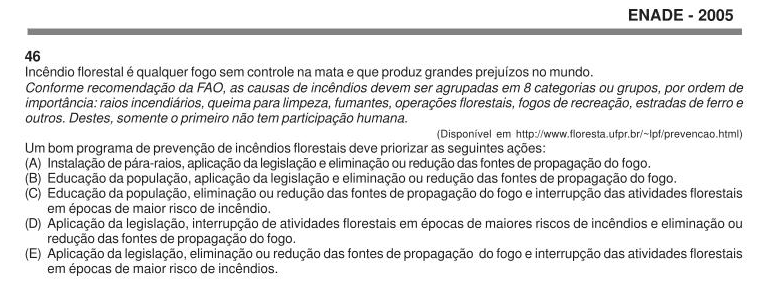 ENADE - 2005
46
Incêndio florestal é qualquer fogo sem controle na mata e que produz grandes prejuízos no mundo.
Conforme recomendação da FAO, as causas de incêndios devem ser agrupadas em 8 categorias ou grupos, por ordem de
importância: raios incendiários, queima para limpeza, fumantes, operações florestais, fogos de recreação, estradas de ferro e
outros. Destes, somente o primeiro não tem participação humana.
(Disponível em http://www.floresta.ufpr.br/~lpf/prevencao.html)
Um bom programa de prevenção de incêndios florestais deve priorizar as seguintes ações:
(A) Instalação de pára-raios, aplicação da legislação e eliminação ou redução das fontes de propagação do fogo.
(B) Educação da população, aplicação da legislação e eliminação ou redução das fontes de propagação do fogo.
(C) Educação da população, eliminação ou redução das fontes de propagação do fogo e interrupção das atividades florestais
em épocas de maior risco de incêndio.
(D) Aplicação da legislação, interrupção de atividades florestais em épocas de maiores riscos de incêndios e eliminação ou
redução das fontes de propagação do fogo.
(E) Aplicação da legislação, eliminação ou redução das fontes de propagação do fogo e interrupção das atividades florestais
em épocas de maior risco de incêndios.